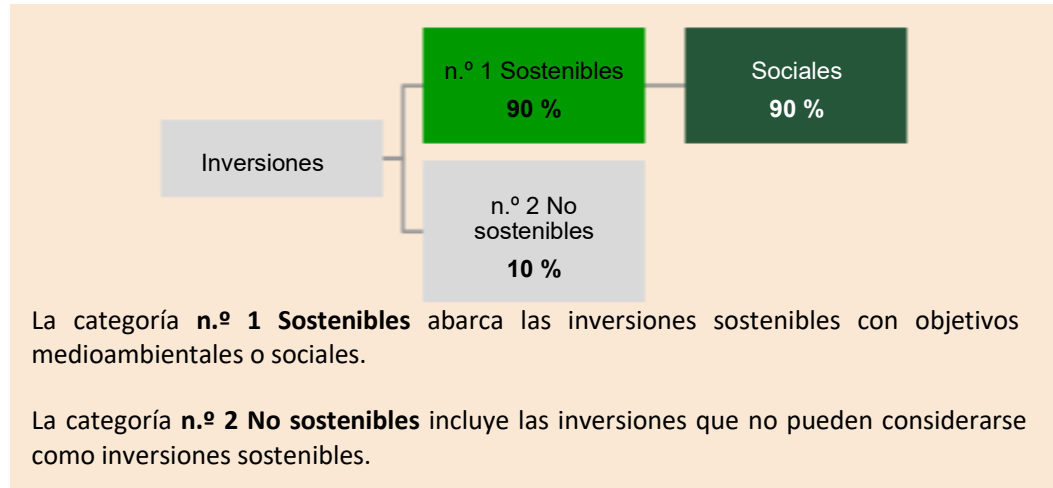 n.º 1 Sostenibles
90 %
Sociales
90 %
Inversiones
n.º 2 No
sostenibles
10 %
La categoría n.º 1 Sostenibles abarca las inversiones sostenibles con objetivos
medioambientales o sociales.
La categoría n.º 2 No sostenibles incluye las inversiones que no pueden considerarse
como inversiones sostenibles.